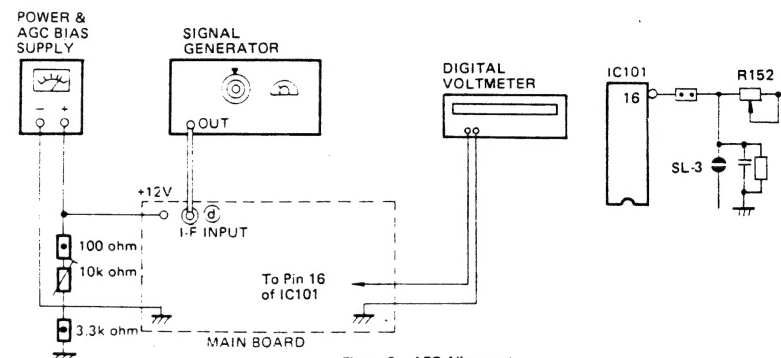 POWER &
AGC BIAS
SUPPLY
SIGNAL
GENERATOR
DIGITAL
VOLTMETER
IC101
16
R152
SL-3
− +
OUT
+12V
d
I-F INPUT
100 ohm
10k ohm
3.3k ohm
To Pin 16
of IC101
MAIN BOARD